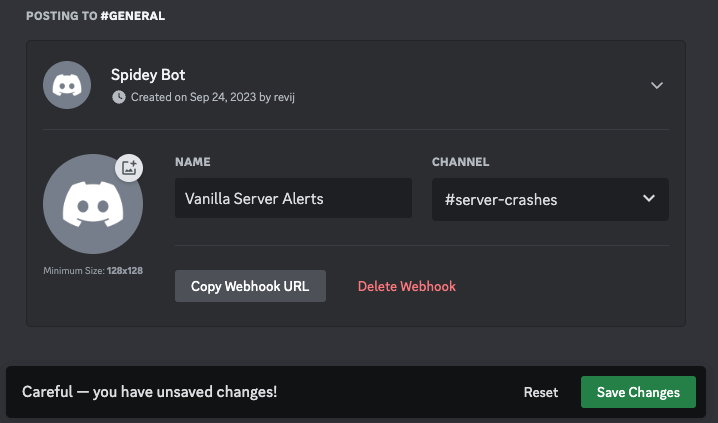 POSTING TO #GENERAL
Spidey Bot
Created on Sep 24, 2023 by revij
NAME
CHANNEL
Vanilla Server Alerts
#server-crashes
Minimum Size: 128x128
Copy Webhook URL
Delete Webhook
Careful — you have unsaved changes!
Reset
Save Changes